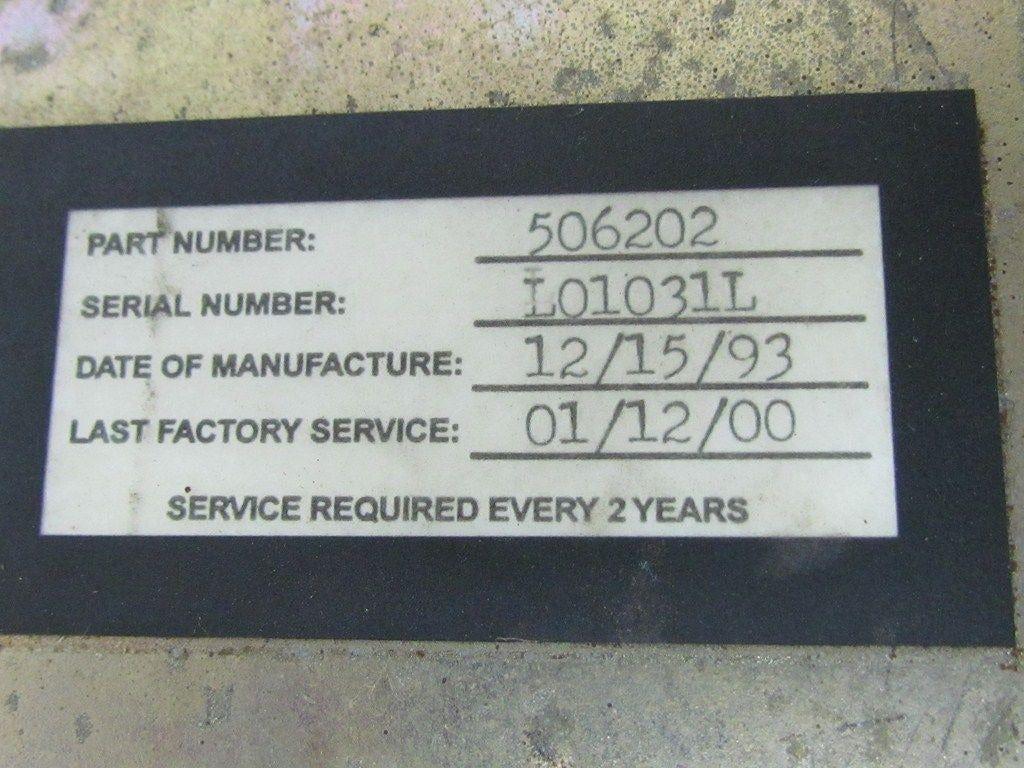 PART NUMBER: 506202
SERIAL NUMBER: L01031L
DATE OF MANUFACTURE: 12/15/93
LAST FACTORY SERVICE: 01/12/00
SERVICE REQUIRED EVERY 2 YEARS